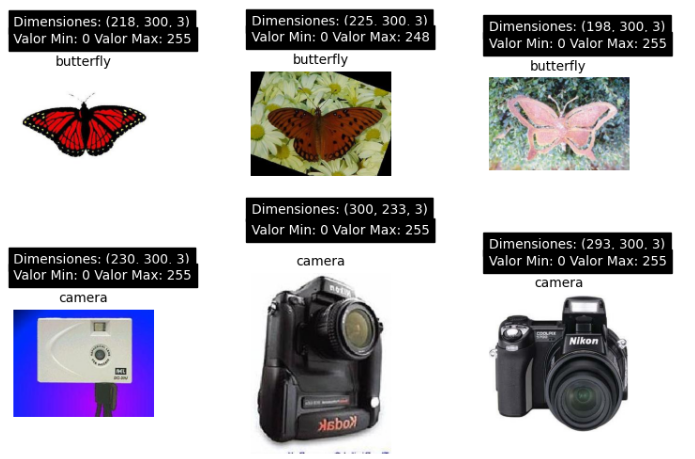 Dimensiones: (218, 300, 3)
Valor Min: 0 Valor Max: 255
butterfly
Dimensiones: (225, 300, 3)
Valor Min: 0 Valor Max: 248
butterfly
Dimensiones: (198, 300, 3)
Valor Min: 0 Valor Max: 255
butterfly
Dimensiones: (230, 300, 3)
Valor Min: 0 Valor Max: 255
camera
Dimensiones: (300, 233, 3)
Valor Min: 0 Valor Max: 255
camera
Kodak
Dimensiones: (293, 300, 3)
Valor Min: 0 Valor Max: 255
camera
COOLPIX
Nikon